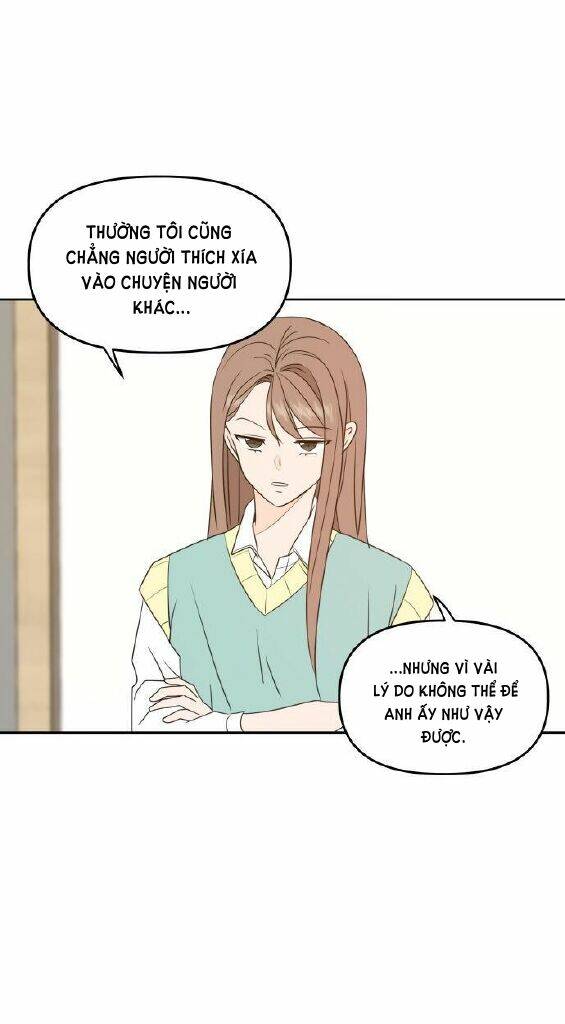 THƯỜNG TÔI CŨNG
CHẲNG NGƯỜI THÍCH XÍA
VÀO CHUYỆN NGƯỜI
KHÁC...
...NHƯNG VÌ VÀI
LÝ DO KHÔNG THỂ ĐỂ
ANH ẤY NHƯ VẬY
ĐƯỢC.